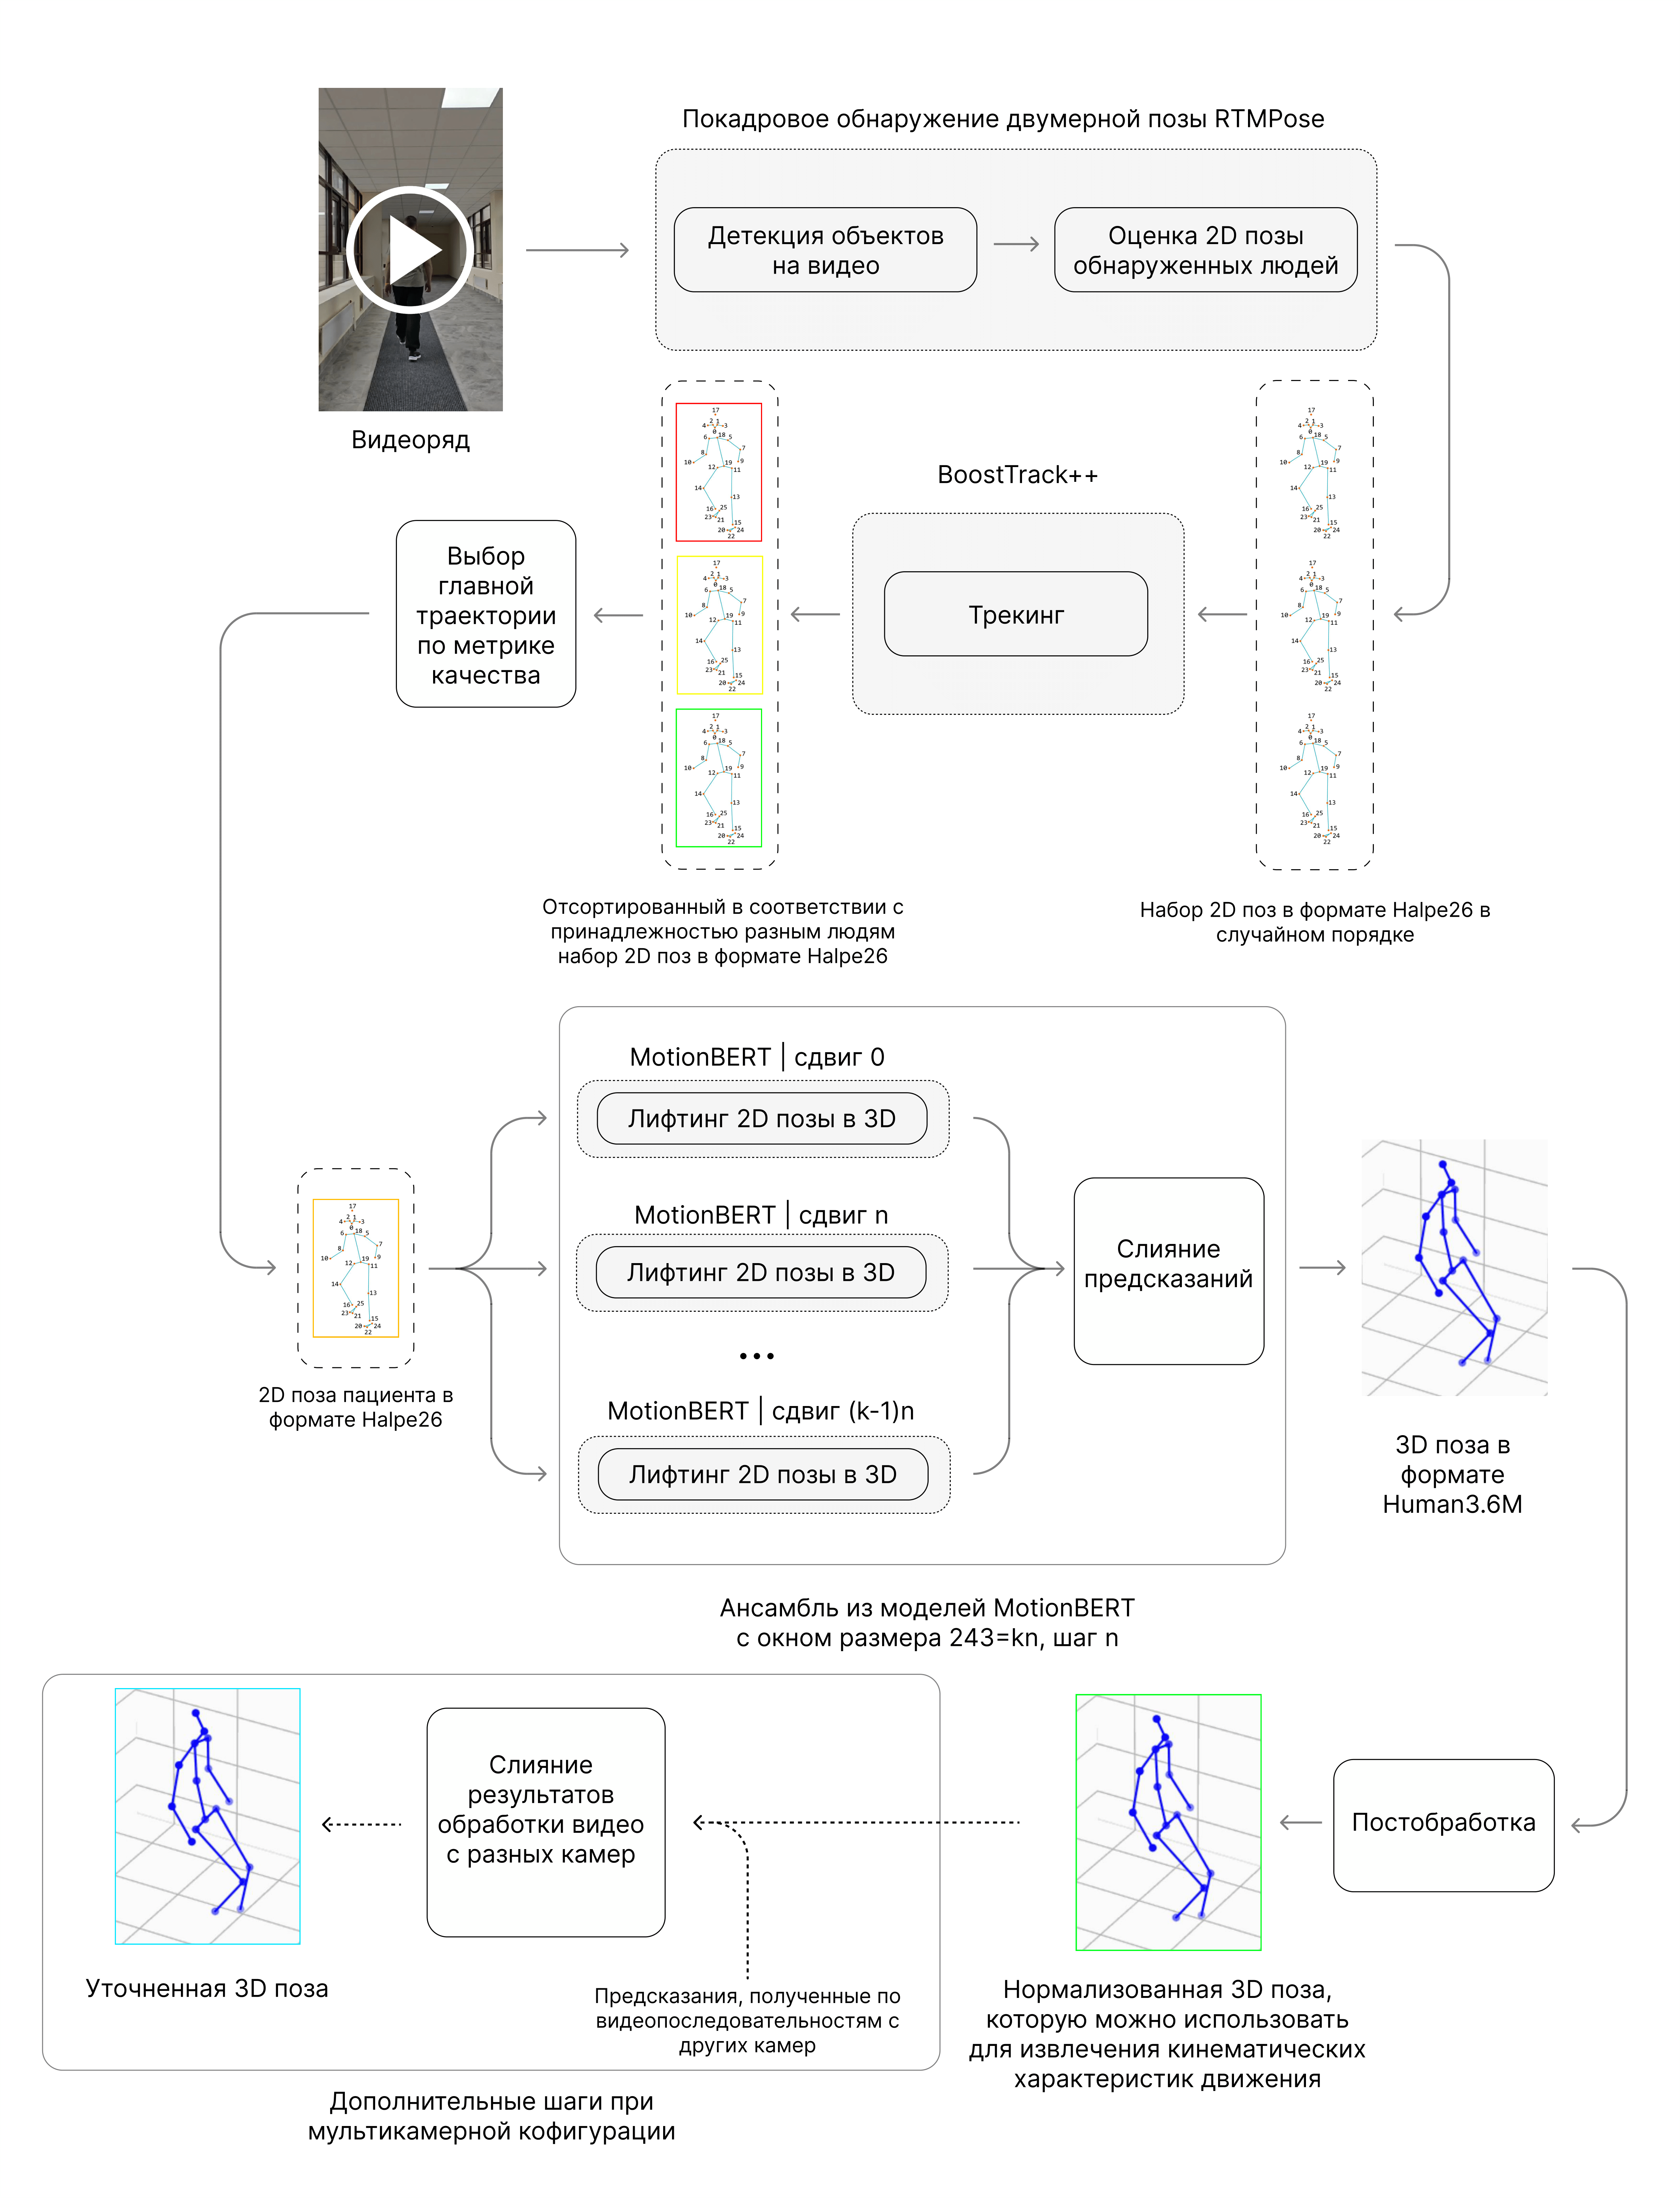 Покадровое обнаружение двумерной позы RTMPose
Детекция объектов
на видео
Оценка 2D позы
обнаруженных людей
Видеоряд
BoostTrack++
Трекинг
Выбор
главной
траектории
по метрике
качества
Отсортированный в соответствии с
принадлежностью разным людям
набор 2D поз в формате Halpe26
Набор 2D поз в формате Halpe26 в
случайном порядке
MotionBERT | сдвиг 0
Лифтинг 2D позы в 3D
MotionBERT | сдвиг n
Лифтинг 2D позы в 3D
...
MotionBERT | сдвиг (k-1)n
Лифтинг 2D позы в 3D
Слияние
предсказаний
2D поза пациента в
формате Halpe26
3D поза в
формате
Human3.6M
Ансамбль из моделей MotionBERT
с окном размера 243=kn, шаг n
Слияние
результатов
обработки видео
с разных камер
Постобработка
Уточненная 3D поза
Предсказания, полученные по
видеопоследовательностям с
других камер
Нормализованная 3D поза,
которую можно использовать
для извлечения кинематических
характеристик движения
Дополнительные шаги при
мультикамерной кофигурации